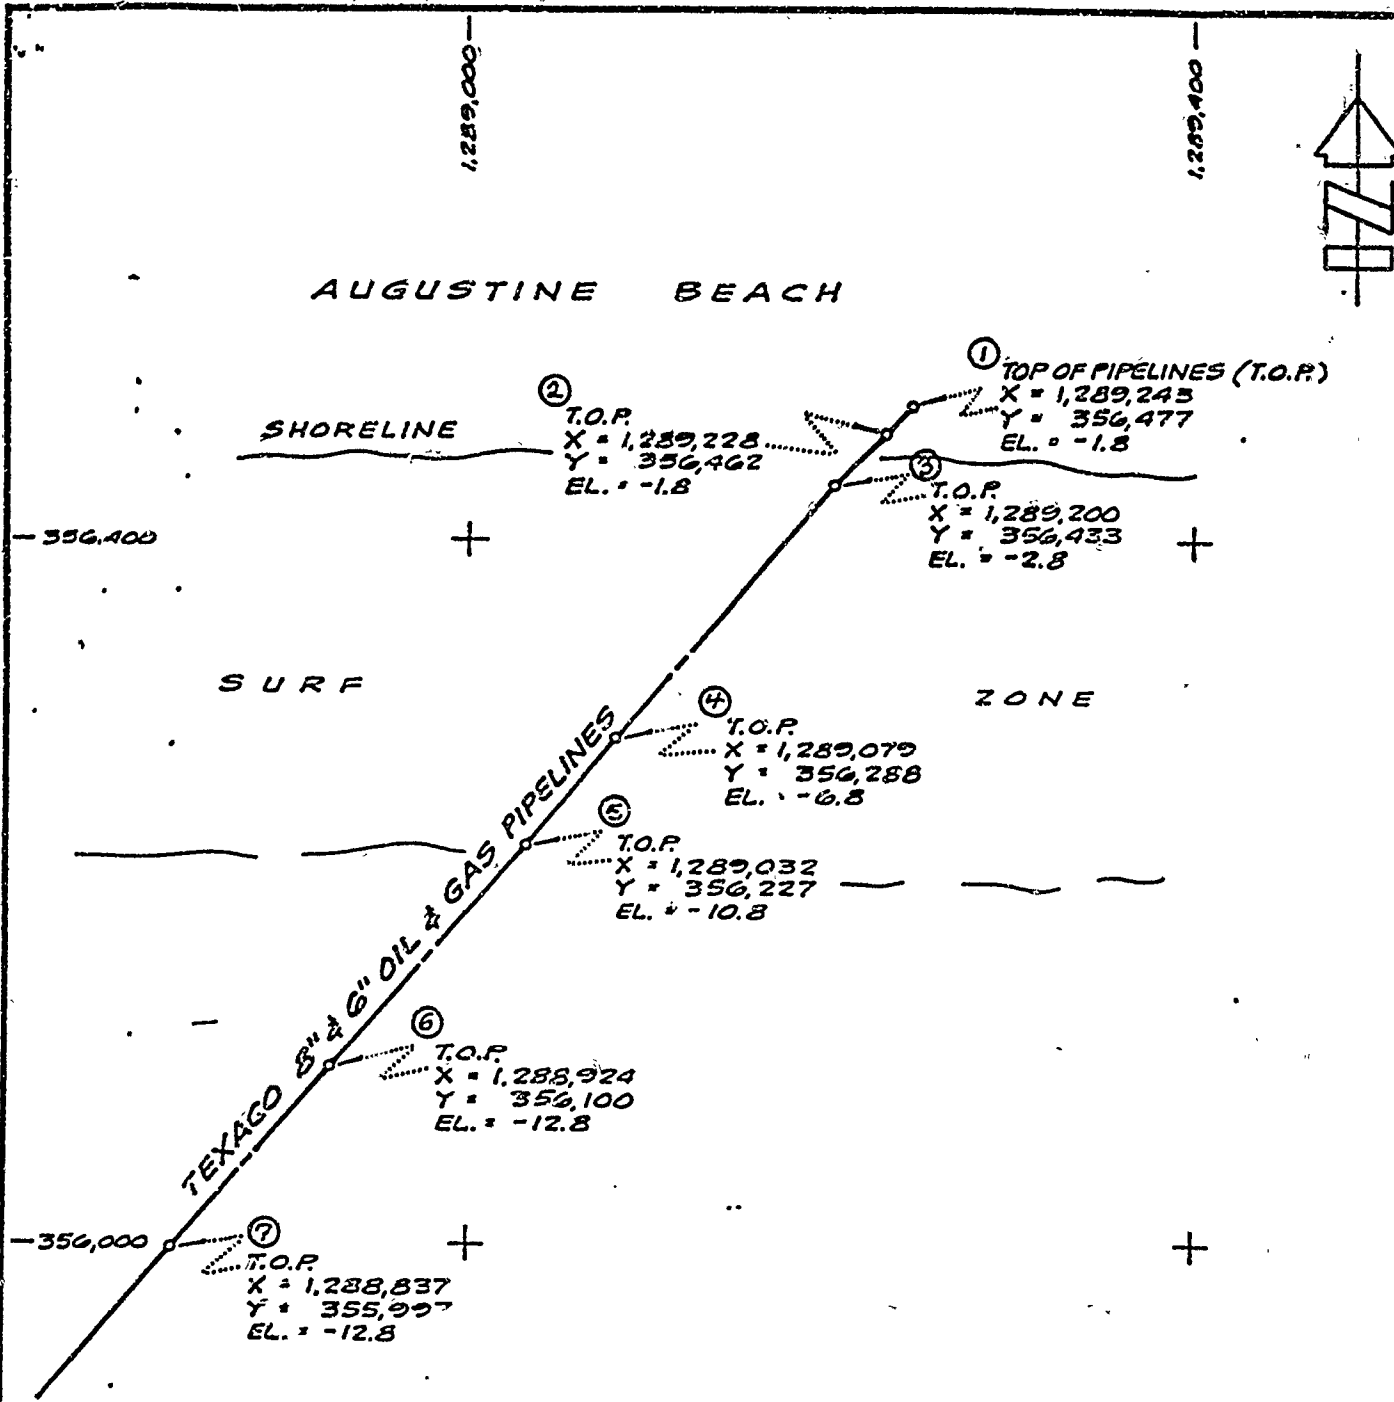 1,289,000
1,289,400
N
AUGUSTINE BEACH
① TOP OF PIPELINES (T.O.P.)
X = 1,289,243
Y = 356,477
EL. = -1.8
②
T.O.P.
X = 1,289,228
Y = 356,462
EL. = -1.8
SHORELINE
③
T.O.P.
X = 1,289,200
Y = 356,433
EL. = -2.8
356,400
SURF ZONE
④
T.O.P.
X = 1,289,079
Y = 356,288
EL. = -6.8
⑤
T.O.P.
X = 1,289,032
Y = 356,227
EL. = -10.8
TEXACO 8" & 6" OIL & GAS PIPELINES
⑥
T.O.P.
X = 1,288,924
Y = 356,100
EL. = -12.8
356,000
⑦
T.O.P.
X = 1,288,837
Y = 355,997
EL. = -12.8